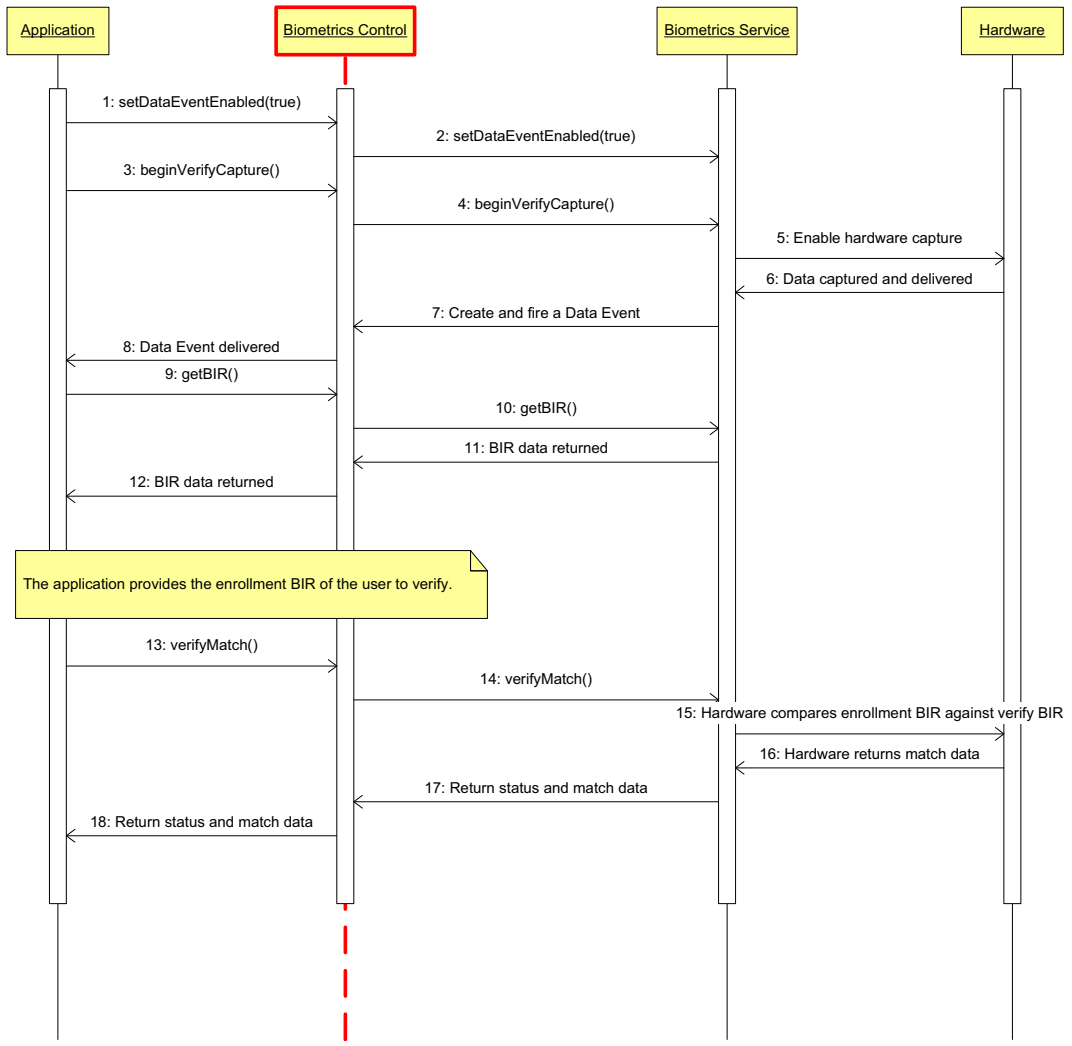 Application
Biometrics Control
Biometrics Service
Hardware
1: setDataEventEnabled(true)
2: setDataEventEnabled(true)
3: beginVerifyCapture()
4: beginVerifyCapture()
5: Enable hardware capture
6: Data captured and delivered
7: Create and fire a Data Event
8: Data Event delivered
9: getBIR()
10: getBIR()
11: BIR data returned
12: BIR data returned
The application provides the enrollment BIR of the user to verify.
13: verifyMatch()
14: verifyMatch()
15: Hardware compares enrollment BIR against verify BIR
16: Hardware returns match data
17: Return status and match data
18: Return status and match data